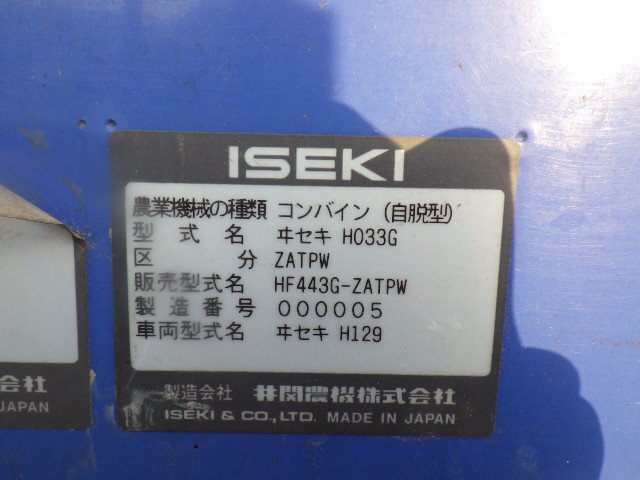 ISEKI
農業機械の種類 コンバイン (自脱型)
型式名 ヰセキ H033G
区分 ZATPW
販売型式名 HF443G-ZATPW
製造番号 000005
車両型式名 ヰセキ H129
製造会社 井関農機株式会社
ISEKI & CO., LTD. MADE IN JAPAN
会社
JAPAN